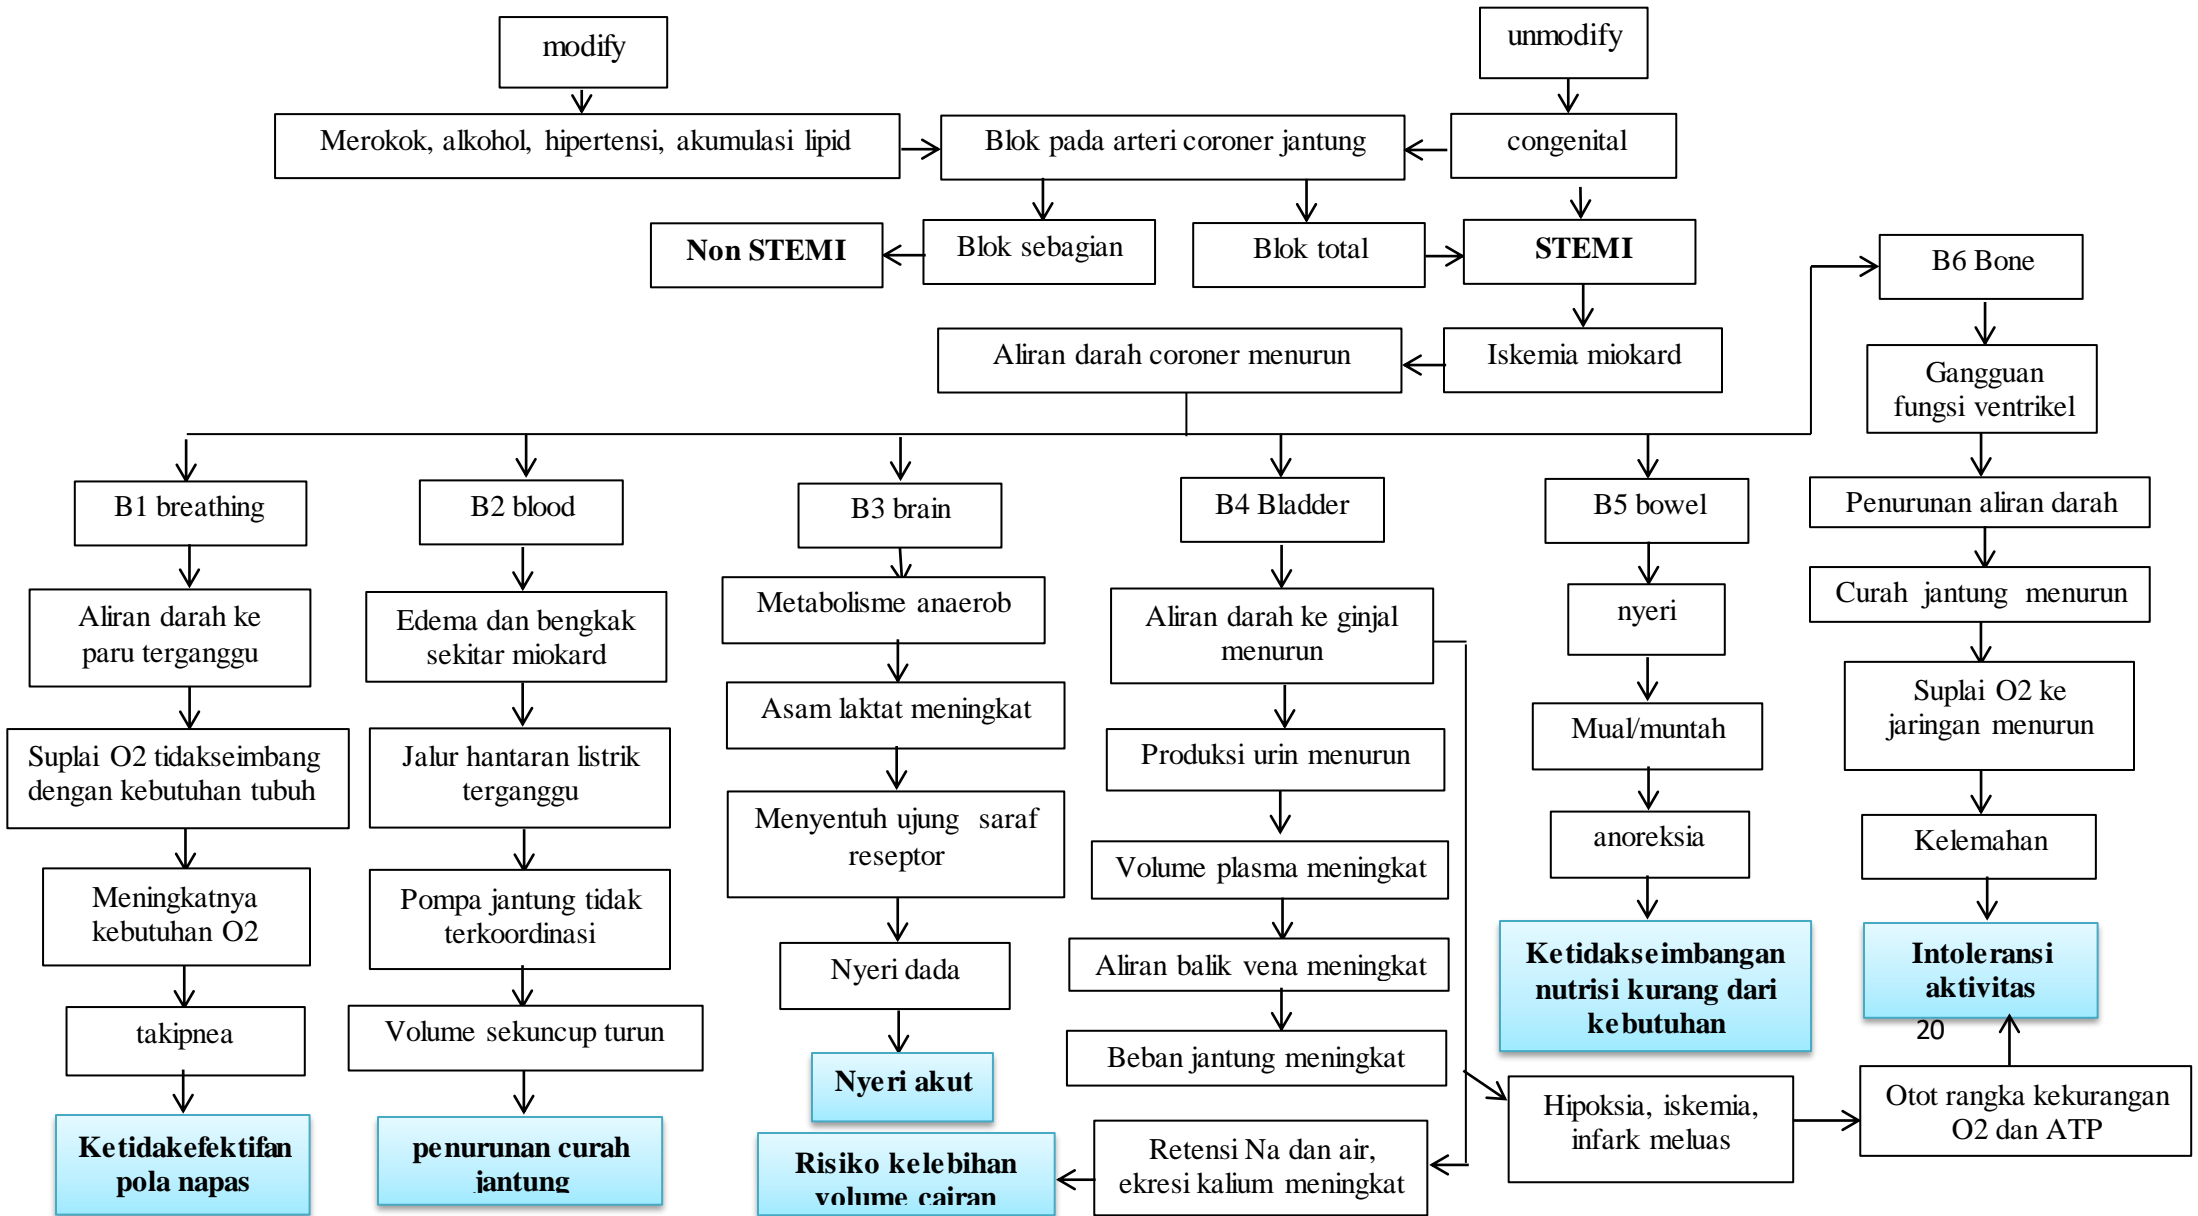 modify
unmodify
Merokok, alkohol, hipertensi, akumulasi lipid
Blok pada arteri coroner jantung
congenital
Non STEMI
Blok sebagian
Blok total
STEMI
B6 Bone
Aliran darah coroner menurun
Iskemia miokard
Gangguan
fungsi ventrikel
B1 breathing
B2 blood
B3 brain
B4 Bladder
B5 bowel
Penurunan aliran darah
Aliran darah ke
paru terganggu
Edema dan bengkak
sekitar miokard
Metabolisme anaerob
Aliran darah ke ginjal
menurun
nyeri
Curah jantung menurun
Suplai O2 tidakseimbang
dengan kebutuhan tubuh
Jalur hantaran listrik
terganggu
Asam laktat meningkat
Produksi urin menurun
Mual/muntah
Suplai O2 ke
jaringan menurun
Meningkatnya
kebutuhan O2
Pompa jantung tidak
terkoordinasi
Menyentuh ujung saraf
reseptor
Volume plasma meningkat
anoreksia
Kelemahan
takipnea
Volume sekuncup turun
Nyeri dada
Aliran balik vena meningkat
Ketidakseimbangan
nutrisi kurang dari
kebutuhan
Intoleransi
aktivitas
20
Beban jantung meningkat
Nyeri akut
Ketidakefektifan
pola napas
penurunan curah
jantung
Risiko kelebihan
volume cairan
Retensi Na dan air,
ekresi kalium meningkat
Hipoksia, iskemia,
infark meluas
Otot rangka kekurangan
O2 dan ATP